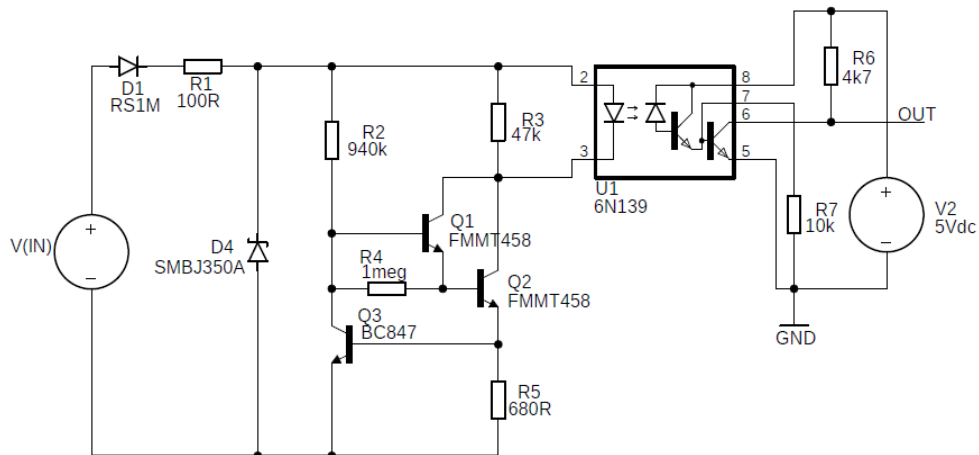 D1
RS1M
R1
100R
R2
940k
R3
47k
2
3
8
7
6
5
U1
6N139
R6
4k7
OUT
V(IN)
+
–
D4
SMBJ350A
Q1
FMMT458
R4
1meg
Q2
FMMT458
Q3
BC847
R5
680R
R7
10k
+
–
V2
5Vdc
GND